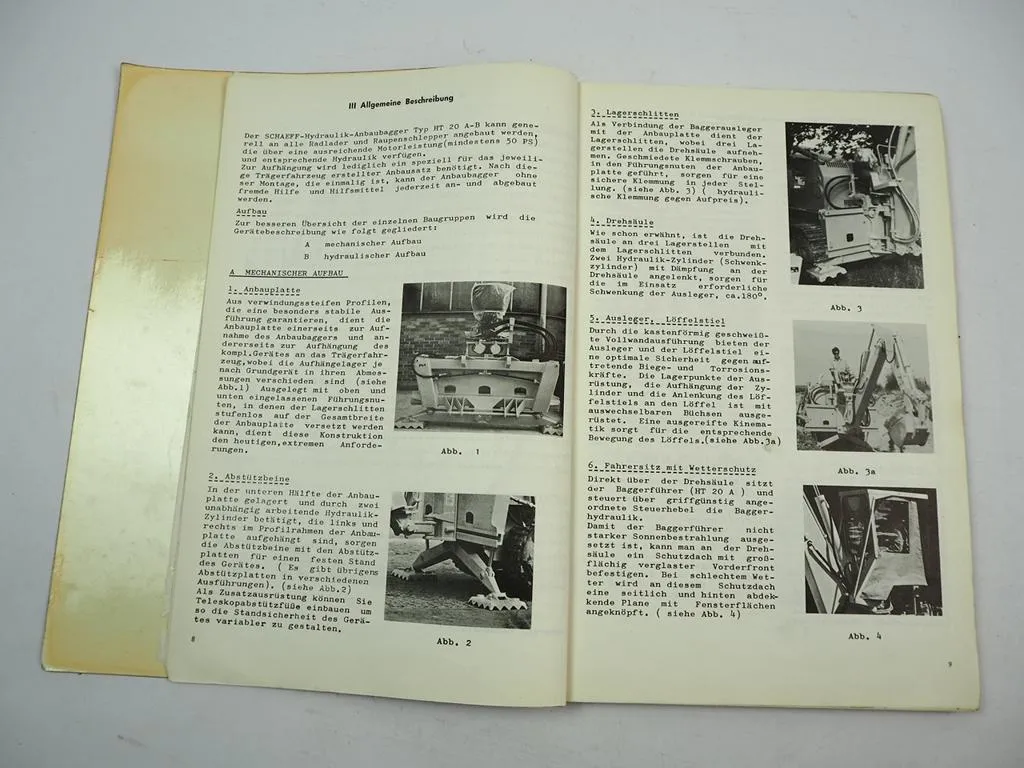 III Allgemeine Beschreibung
Der SCHAEFF-Hydraulik-Anbaubagger Typ HT 20 A-B kann gene-
rell an alle Radlader und Raupenschlepper angebaut werden,
die über eine ausreichende Motorleistung(mindestens 50 PS)
und entsprechende Hydraulik verfügen.
Zur Aufhängung wird lediglich ein speziell für das jeweili-
ge Trägerfahrzeug erstellter Anbausatz benötigt. Nach die-
ser Montage, die einmalig ist, kann der Anbaubagger ohne
fremde Hilfe und Hilfsmittel jederzeit an- und abgebaut
werden.
Aufbau
Zur besseren Übersicht der einzelnen Baugruppen wird die
Gerätebeschreibung wie folgt gegliedert:
A mechanischer Aufbau
B hydraulischer Aufbau
A MECHANISCHER AUFBAU
1. Anbauplatte
Aus verwindungssteifen Profilen,
die eine besonders stabile Aus-
führung garantieren, dient die
Anbauplatte einerseits zur Auf-
nahme des Anbaubaggers und an-
dererseits zur Aufhängung des
kompl.Gerätes an das Trägerfahr-
zeug,wobei die Aufhängelager je
nach Grundgerät in ihren Abmes-
sungen verschieden sind (siehe
Abb.1) Ausgelegt mit oben und
unten eingelassenen Führungsnu-
ten, in denen der Lagerschlitten
stufenlos auf der Gesamtbreite
der Anbauplatte versetzt werden
kann, dient diese Konstruktion
den heutigen,extremen Anforde-
rungen.
Abb. 1
2. Abstützbeine
In der unteren Hälfte der Anbau-
platte gelagert und durch zwei
unabhängig arbeitende Hydraulik-
Zylinder betätigt, die links und
rechts im Profilrahmen der Anbau-
platte aufgehängt sind, sorgen
die Abstützbeine mit den Abstütz-
platten für einen festen Stand
des Gerätes. ( Es gibt übrigens
Abstützplatten in verschiedenen
Ausführungen). (siehe Abb.2)
Als Zusatzausrüstung können Sie
Teleskopabstützfüße einbauen um
so die Standsicherheit des Gerä-
tes variabler zu gestalten.
Abb. 2
8
3. Lagerschlitten
Als Verbindung der Baggerausleger
mit der Anbauplatte dient der
Lagerschlitten, wobei drei La-
gerstellen die Drehsäule aufneh-
men. Geschmiedete Klemmschrauben,
in den Führungsnuten der Anbau-
platte geführt, sorgen für eine
sichere Klemmung in jeder Stel-
lung. (siehe Abb. 3) ( hydrauli-
sche Klemmung gegen Aufpreis).
Abb. 3
4. Drehsäule
Wie schon erwähnt, ist die Dreh-
säule an drei Lagerstellen mit
dem Lagerschlitten verbunden.
Zwei Hydraulik-Zylinder (Schwenk-
zylinder) mit Dämpfung an der
Drehsäule angelenkt, sorgen für
die im Einsatz erforderliche
Schwenkung der Ausleger, ca.180°.
5. Ausleger, Löffelstiel
Durch die kastenförmig geschweiß-
te Vollwandausführung bieten der
Ausleger und der Löffelstiel ei-
ne optimale Sicherheit gegen auf-
tretende Biege- und Torrosions-
kräfte. Die Lagerpunkte der Aus-
rüstung, die Aufhängung der Zy-
linder und die Anlenkung des Löf-
felstiels an den Löffel ist mit
auswechselbaren Büchsen ausge-
rüstet. Eine ausgereifte Kinema-
tik sorgt für die entsprechende
Bewegung des Löffels.(siehe Abb.3a)
Abb. 3a
6. Fahrersitz mit Wetterschutz
Direkt über der Drehsäule sitzt
der Baggerführer (HT 20 A ) und
steuert über griffgünstig ange-
ordnete Steuerhebel die Bagger-
hydraulik.
Damit der Baggerführer nicht
starker Sonnenbestrahlung ausge-
setzt ist, kann man an der Dreh-
säule ein Schutzdach mit groß-
flächig verglaster Vorderfront
befestigen. Bei schlechtem Wet-
ter wird an diesem Schutzdach
eine seitlich und hinten abdek-
kende Plane mit Fensterflächen
angeknöpft. ( siehe Abb. 4)
Abb. 4
9